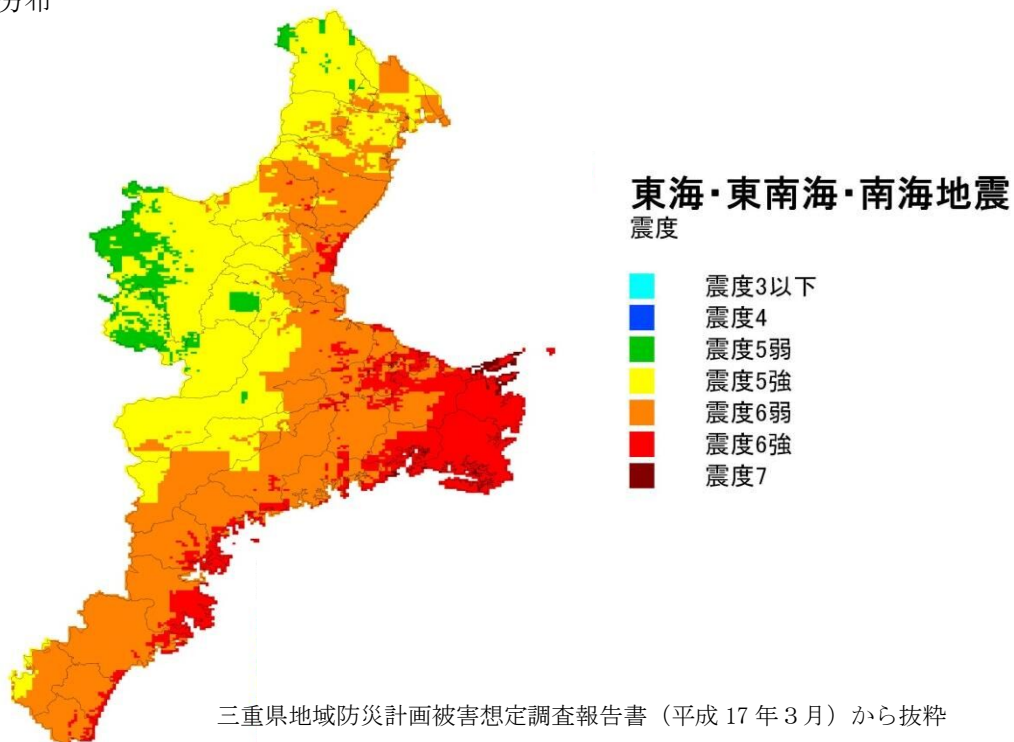 分布
東海・東南海・南海地震
震度
震度3以下
震度4
震度5弱
震度5強
震度6弱
震度6強
震度7
三重県地域防災計画被害想定調査報告書（平成 17 年３月）から抜粋